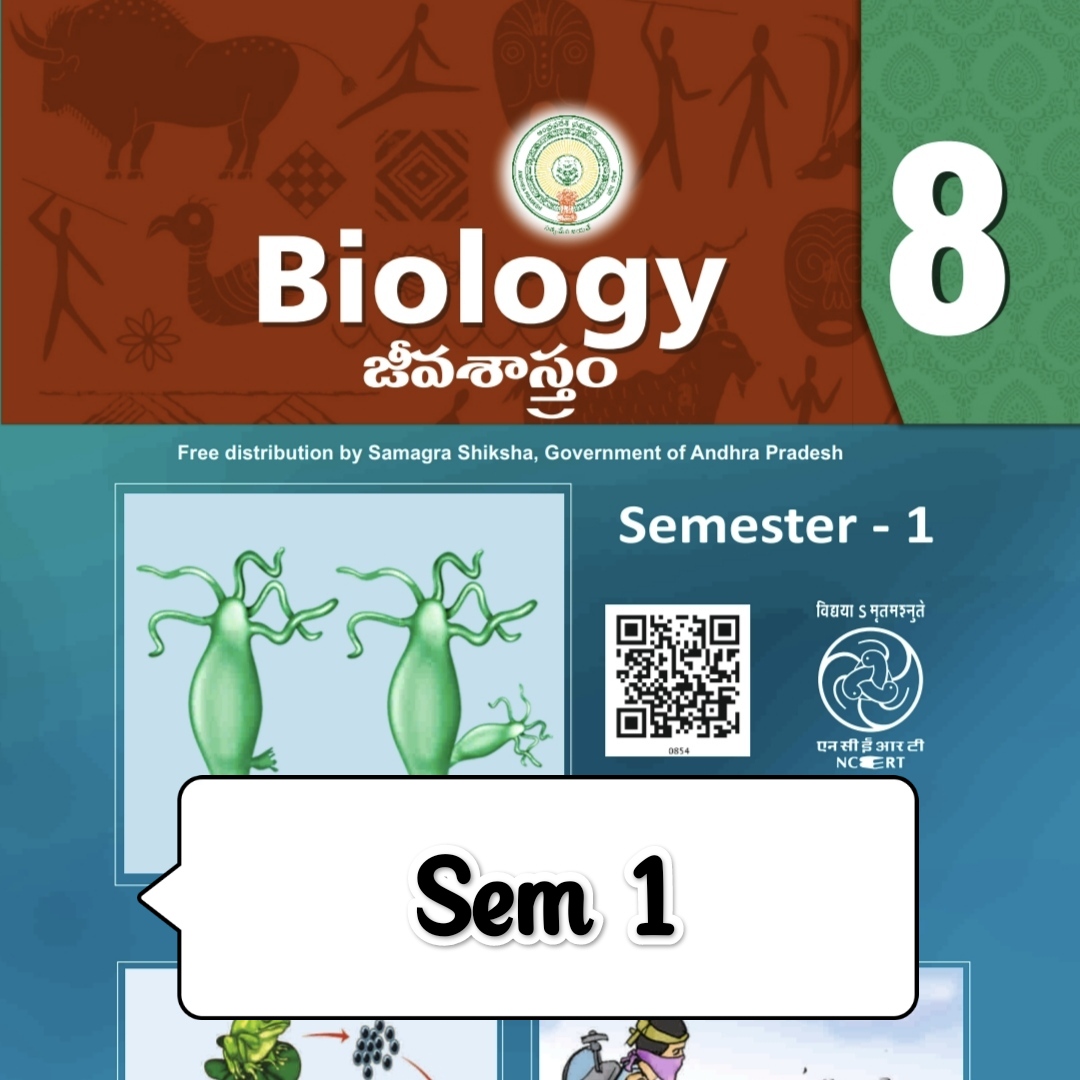 8
Biology
జీవశాస్త్రం
Free distribution by Samagra Shiksha, Government of Andhra Pradesh
Semester - 1
विद्यया ऽ मृतमश्नुते
0854
एन सी ई आर टी
NCERT
Sem 1